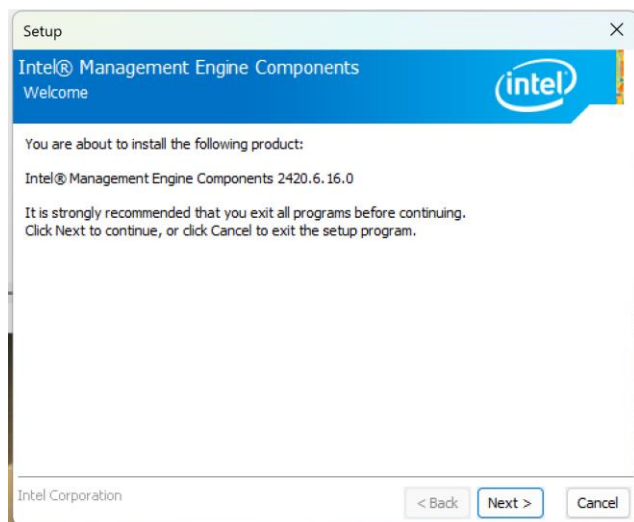 Setup
Intel® Management Engine Components
Welcome
intel
You are about to install the following product:
Intel® Management Engine Components 2420.6.16.0
It is strongly recommended that you exit all programs before continuing.
Click Next to continue, or click Cancel to exit the setup program.
Intel Corporation
< Back Next > Cancel